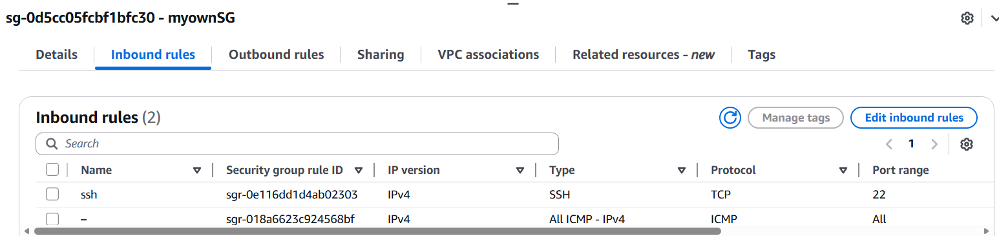 sg-0d5cc05fcbf1bfc30 - myownSG
Details Inbound rules Outbound rules Sharing VPC associations Related resources - new Tags
Inbound rules (2) Manage tags Edit inbound rules
Search 1
Name Security group rule ID IP version Type Protocol Port range
ssh sgr-0e116dd1d4ab02303 IPv4 SSH TCP 22
– sgr-018a6623c924568bf IPv4 All ICMP - IPv4 ICMP All